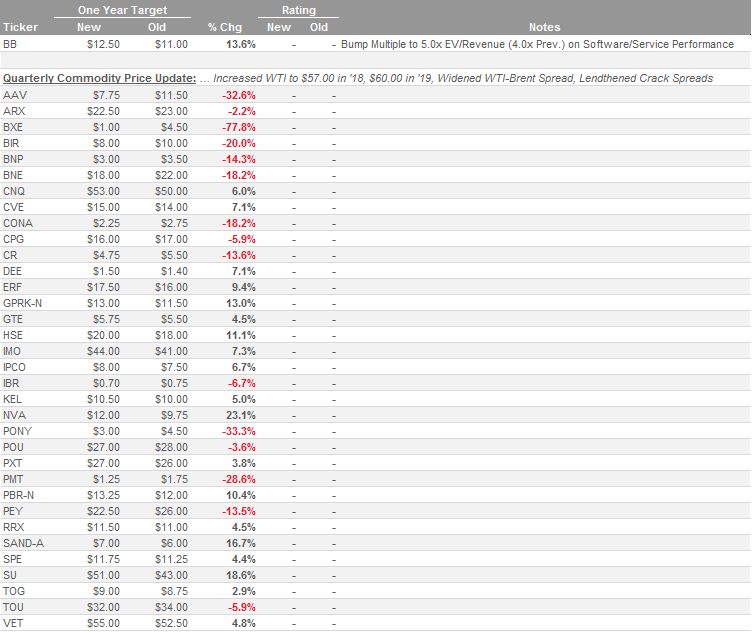 One Year Target Rating
Ticker New Old % Chg New Old Notes
BB $12.50 $11.00 13.6% - - Bump Multiple to 5.0x EV/Revenue (4.0x Prev.) on Software/Service Performance
Quarterly Commodity Price Update: ... Increased WTI to $57.00 in '18, $60.00 in '19, Widened WTI-Brent Spread, Lendthened Crack Spreads
AAV $7.75 $11.50 -32.6% - -
ARX $22.50 $23.00 -2.2% - -
BXE $1.00 $4.50 -77.8% - -
BIR $8.00 $10.00 -20.0% - -
BNP $3.00 $3.50 -14.3% - -
BNE $18.00 $22.00 -18.2% - -
CNQ $53.00 $50.00 6.0% - -
CVE $15.00 $14.00 7.1% - -
CONA $2.25 $2.75 -18.2% - -
CPG $16.00 $17.00 -5.9% - -
CR $4.75 $5.50 -13.6% - -
DEE $1.50 $1.40 7.1% - -
ERF $17.50 $16.00 9.4% - -
GPRK-N $13.00 $11.50 13.0% - -
GTE $5.75 $5.50 4.5% - -
HSE $20.00 $18.00 11.1% - -
IMO $44.00 $41.00 7.3% - -
IPCO $8.00 $7.50 6.7% - -
IBR $0.70 $0.75 -6.7% - -
KEL $10.50 $10.00 5.0% - -
NVA $12.00 $9.75 23.1% - -
PONY $3.00 $4.50 -33.3% - -
POU $27.00 $28.00 -3.6% - -
PXT $27.00 $26.00 3.8% - -
PMT $1.25 $1.75 -28.6% - -
PBR-N $13.25 $12.00 10.4% - -
PEY $22.50 $26.00 -13.5% - -
RRX $11.50 $11.00 4.5% - -
SAND-A $7.00 $6.00 16.7% - -
SPE $11.75 $11.25 4.4% - -
SU $51.00 $43.00 18.6% - -
TOG $9.00 $8.75 2.9% - -
TOU $32.00 $34.00 -5.9% - -
VET $55.00 $52.50 4.8% - -